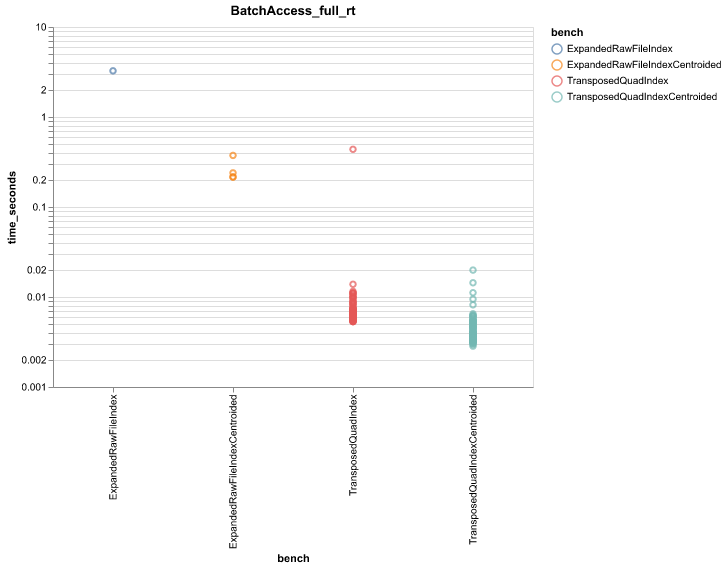 BatchAccess_full_rt
10
2
1
0.2
0.1
0.02
0.01
0.002
0.001
time_seconds
ExpandedRawFileIndex
ExpandedRawFileIndexCentroided
TransposedQuadIndex
TransposedQuadIndexCentroided
bench
bench
ExpandedRawFileIndex
ExpandedRawFileIndexCentroided
TransposedQuadIndex
TransposedQuadIndexCentroided